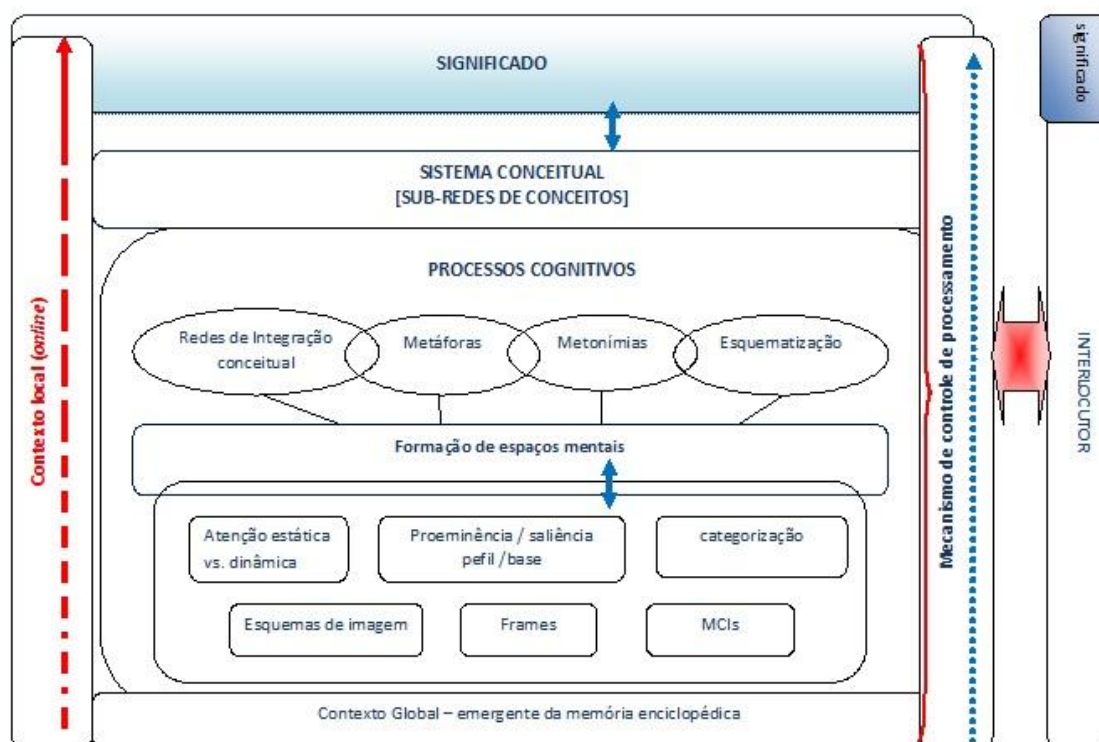 SIGNIFICADO
SISTEMA CONCEITUAL
[SUB-REDES DE CONCEITOS]
PROCESSOS COGNITIVOS
Redes de Integração
conceitual
Metáforas
Metonímias
Esquematização
Formação de espaços mentais
Atenção estática
vs. dinâmica
Proeminência / saliência
pefil /base
categorização
Esquemas de imagem
Frames
MCIs
Contexto Global – emergente da memória enciclopédica
Contexto local (online)
Mecanismo de controle de processamento
significado
INTERLOCUTOR